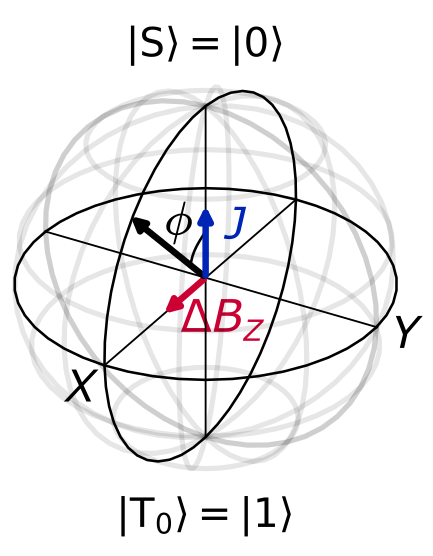 |S⟩ = |0⟩
ϕ
J
ΔB_Z
Y
X
|T₀⟩ = |1⟩